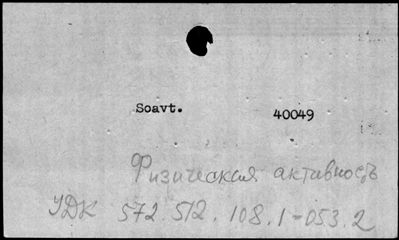 Soavt. 40049
Физическая активность
УДК 572.512.108.1-053.2